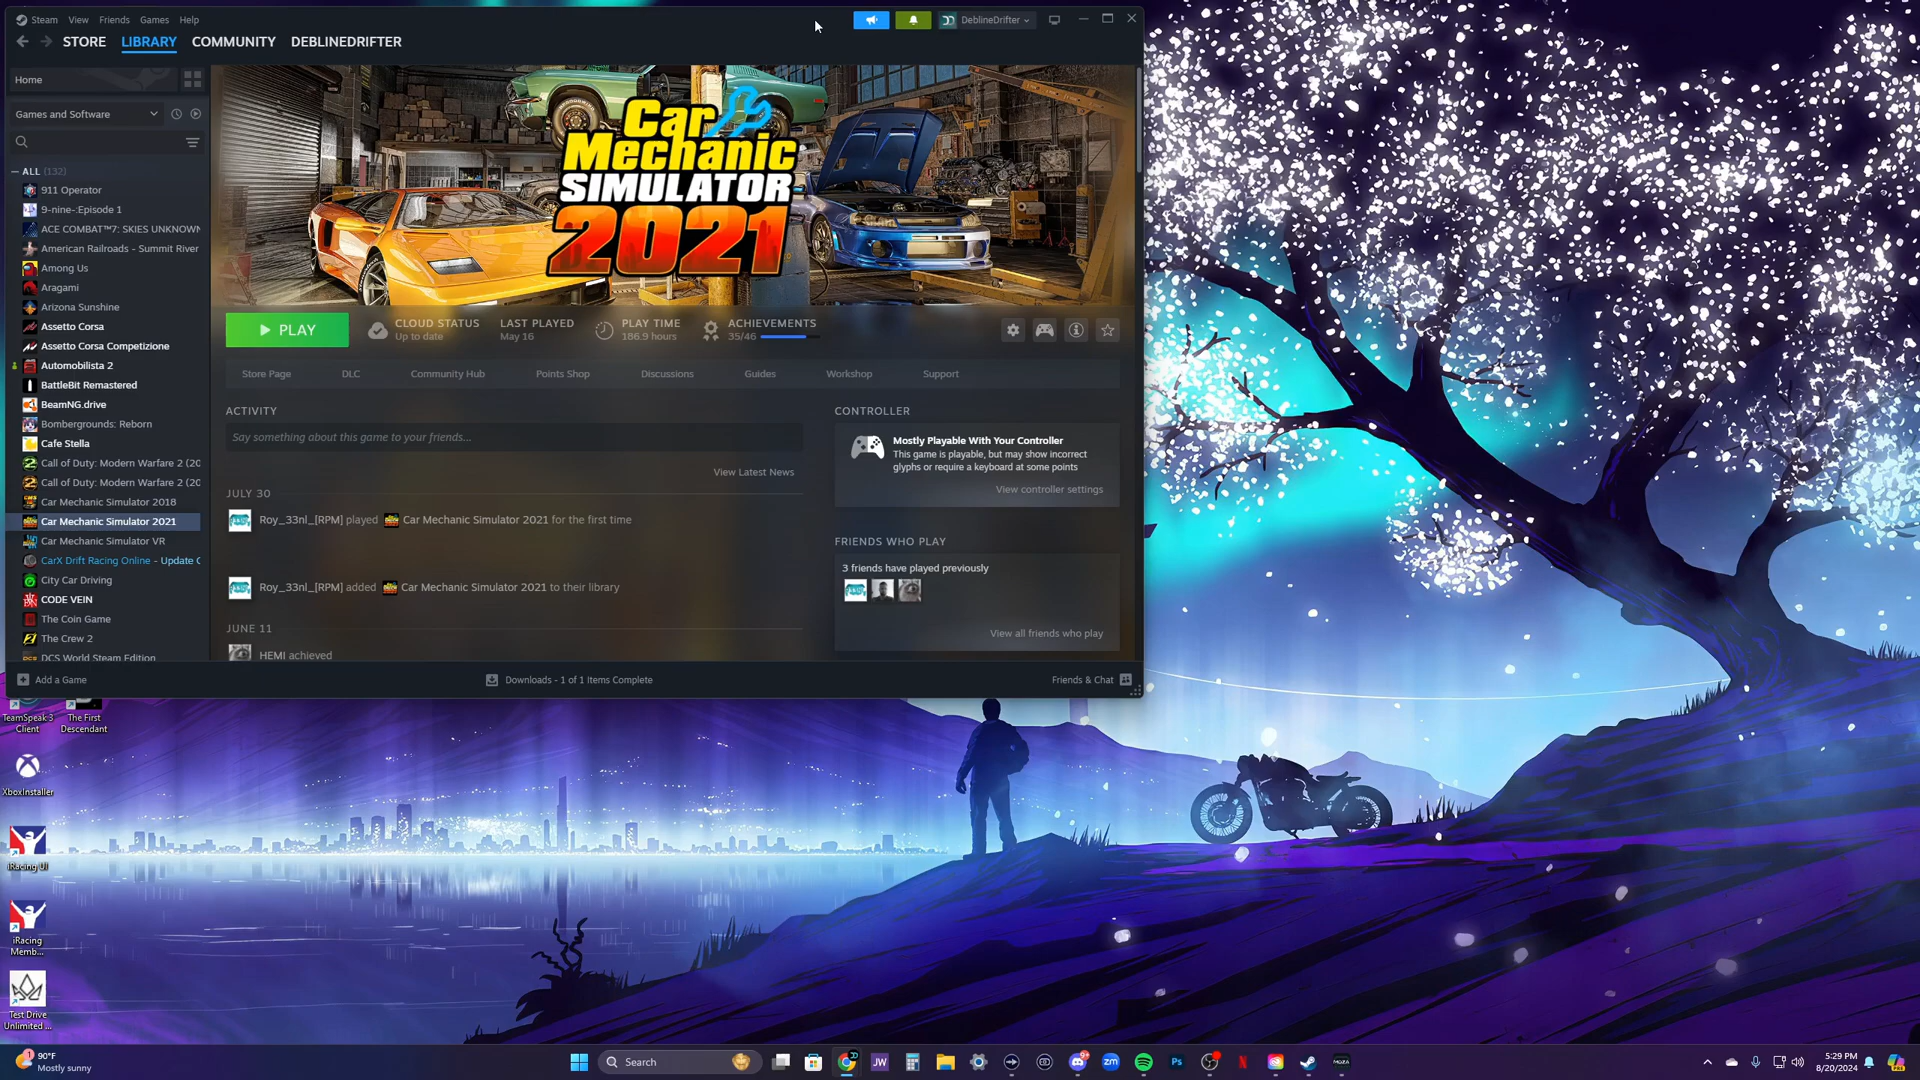 Steam View Friends Games Help
DeblineDrifter
STORE LIBRARY COMMUNITY DEBLINEDRIFTER
Home
Games and Software
ALL (132)
911 Operator
9-nine-:Episode 1
ACE COMBAT™7: SKIES UNKNOWN
American Railroads - Summit River
Among Us
Aragami
Arizona Sunshine
Assetto Corsa
Assetto Corsa Competizione
Automobilista 2
BattleBit Remastered
BeamNG.drive
Bombergrounds: Reborn
Cafe Stella
Call of Duty: Modern Warfare 2 (20
Call of Duty: Modern Warfare 2 (20
Car Mechanic Simulator 2018
Car Mechanic Simulator 2021
Car Mechanic Simulator VR
CarX Drift Racing Online - Update
City Car Driving
CODE VEIN
The Coin Game
The Crew 2
DCS World Steam Edition
Car
Mechanic
SIMULATOR
2021
PLAY
CLOUD STATUS
Up to date
LAST PLAYED
May 16
PLAY TIME
186.9 hours
ACHIEVEMENTS
35/46
Store Page DLC Community Hub Points Shop Discussions Guides Workshop Support
ACTIVITY
Say something about this game to your friends...
View Latest News
JULY 30
Roy_33nl_[RPM] played Car Mechanic Simulator 2021 for the first time
Roy_33nl_[RPM] added Car Mechanic Simulator 2021 to their library
JUNE 11
HEMI achieved
CONTROLLER
Mostly Playable With Your Controller
This game is playable, but may show incorrect
glyphs or require a keyboard at some points
View controller settings
FRIENDS WHO PLAY
3 friends have played previously
View all friends who play
Add a Game
Downloads - 1 of 1 Items Complete
Friends & Chat
TeamSpeak 3
Client
The First
Descendant
XboxInstaller
iRacing UI
iRacing
Memb...
Test Drive
Unlimited ...
1
90°F
Mostly sunny
Search
JW
9+
zm
Ps
N
MOZA
5:29 PM
8/20/2024